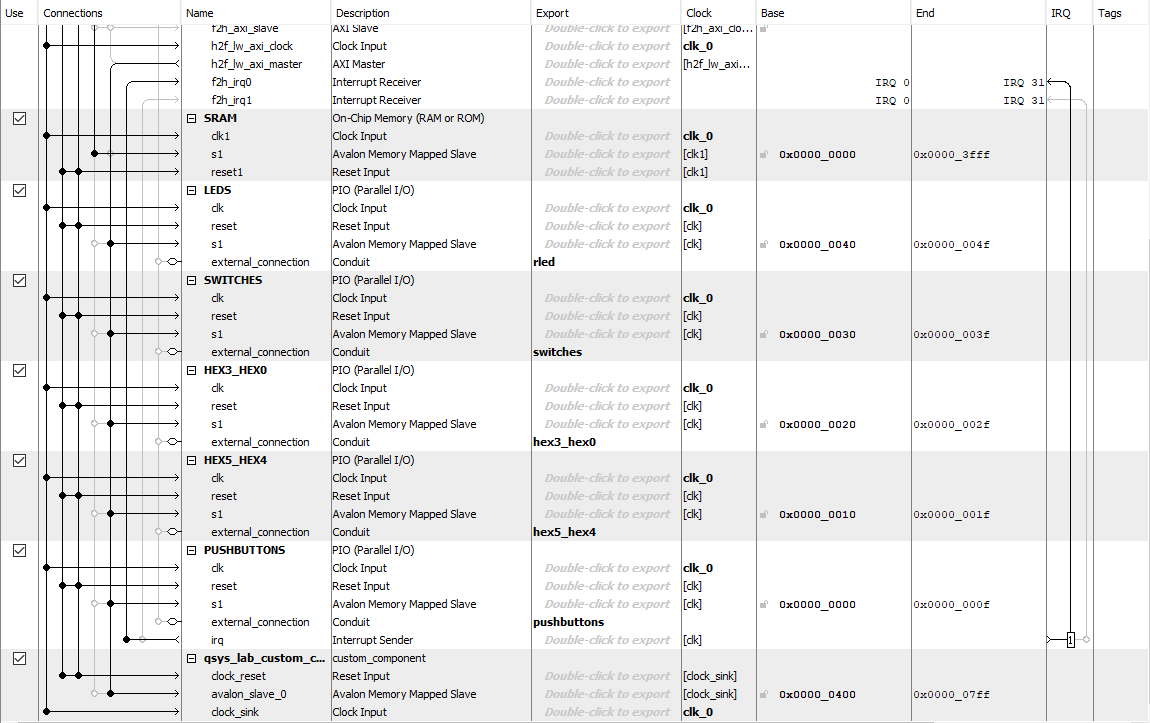 Use Connections Name Description Export Clock Base End IRQ Tags
f2h_axi_slave AXI Slave Double-click to export [f2h_axi_clo...
h2f_lw_axi_clock Clock Input Double-click to export clk_0
h2f_lw_axi_master AXI Master Double-click to export [h2f_lw_axi...
f2h_irq0 Interrupt Receiver Double-click to export IRQ 0 IRQ 31
f2h_irq1 Interrupt Receiver Double-click to export IRQ 0 IRQ 31
SRAM On-Chip Memory (RAM or ROM)
clk1 Clock Input Double-click to export clk_0
s1 Avalon Memory Mapped Slave Double-click to export [clk1] 0x0000_0000 0x0000_3fff
reset1 Reset Input Double-click to export [clk1]
LEDS PIO (Parallel I/O)
clk Clock Input Double-click to export clk_0
reset Reset Input Double-click to export [clk]
s1 Avalon Memory Mapped Slave Double-click to export [clk] 0x0000_0040 0x0000_004f
external_connection Conduit rled
SWITCHES PIO (Parallel I/O)
clk Clock Input Double-click to export clk_0
reset Reset Input Double-click to export [clk]
s1 Avalon Memory Mapped Slave Double-click to export [clk] 0x0000_0030 0x0000_003f
external_connection Conduit switches
HEX3_HEX0 PIO (Parallel I/O)
clk Clock Input Double-click to export clk_0
reset Reset Input Double-click to export [clk]
s1 Avalon Memory Mapped Slave Double-click to export [clk] 0x0000_0020 0x0000_002f
external_connection Conduit hex3_hex0
HEX5_HEX4 PIO (Parallel I/O)
clk Clock Input Double-click to export clk_0
reset Reset Input Double-click to export [clk]
s1 Avalon Memory Mapped Slave Double-click to export [clk] 0x0000_0010 0x0000_001f
external_connection Conduit hex5_hex4
PUSHBUTTONS PIO (Parallel I/O)
clk Clock Input Double-click to export clk_0
reset Reset Input Double-click to export [clk]
s1 Avalon Memory Mapped Slave Double-click to export [clk] 0x0000_0000 0x0000_000f
external_connection Conduit pushbuttons
irq Interrupt Sender Double-click to export [clk] 1
qsys_lab_custom_c... custom_component
clock_reset Reset Input Double-click to export [clock_sink]
avalon_slave_0 Avalon Memory Mapped Slave Double-click to export [clock_sink] 0x0000_0400 0x0000_07ff
clock_sink Clock Input Double-click to export clk_0